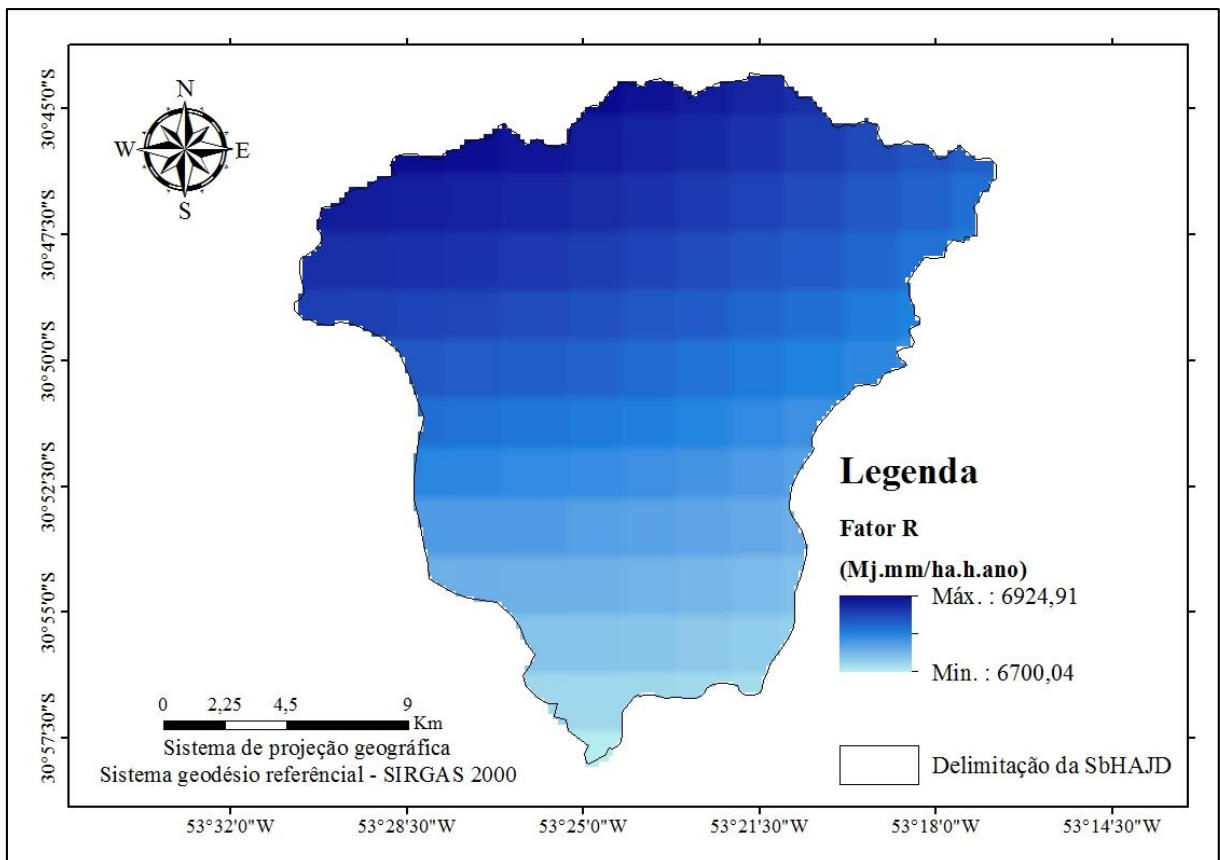 N
W E
S
30°45'0"S
30°47'30"S
30°50'0"S
30°52'30"S
30°55'0"S
30°57'30"S
Legenda
Fator R
(Mj.mm/ha.h.ano)
Máx. : 6924,91
Min. : 6700,04
Delimitação da SbHAJD
0 2,25 4,5 9
Km
Sistema de projeção geográfica
Sistema geodésio referêncial - SIRGAS 2000
53°32'0"W 53°28'30"W 53°25'0"W 53°21'30"W 53°18'0"W 53°14'30"W